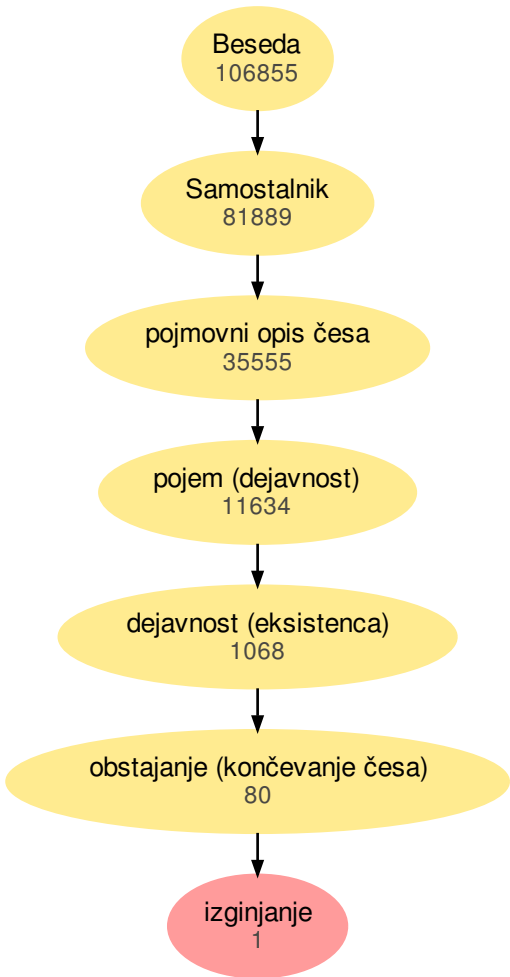 Beseda
106855
Samostalnik
81889
pojmovni opis česa
35555
pojem (dejavnost)
11634
dejavnost (eksistenca)
1068
obstajanje (končevanje česa)
80
izginjanje
1